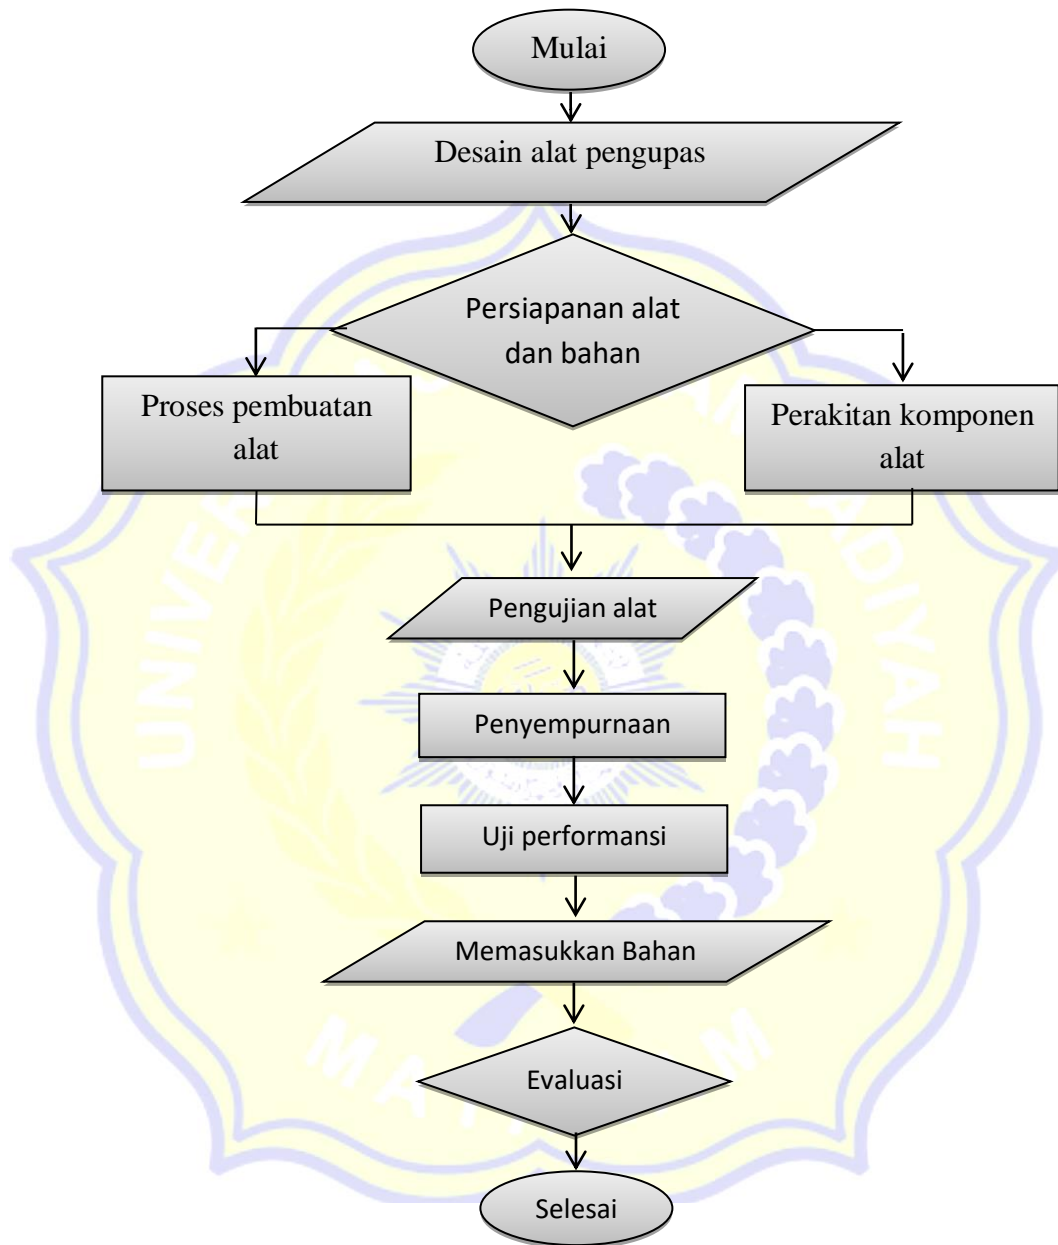 Mulai
Desain alat pengupas
Persiapanan alat
dan bahan
Proses pembuatan
alat
Perakitan komponen
alat
Pengujian alat
Penyempurnaan
Uji performansi
Memasukkan Bahan
Evaluasi
Selesai